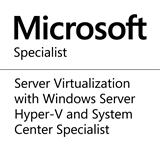 Microsoft
Specialist
Server Virtualization
with Windows Server
Hyper-V and System
Center Specialist